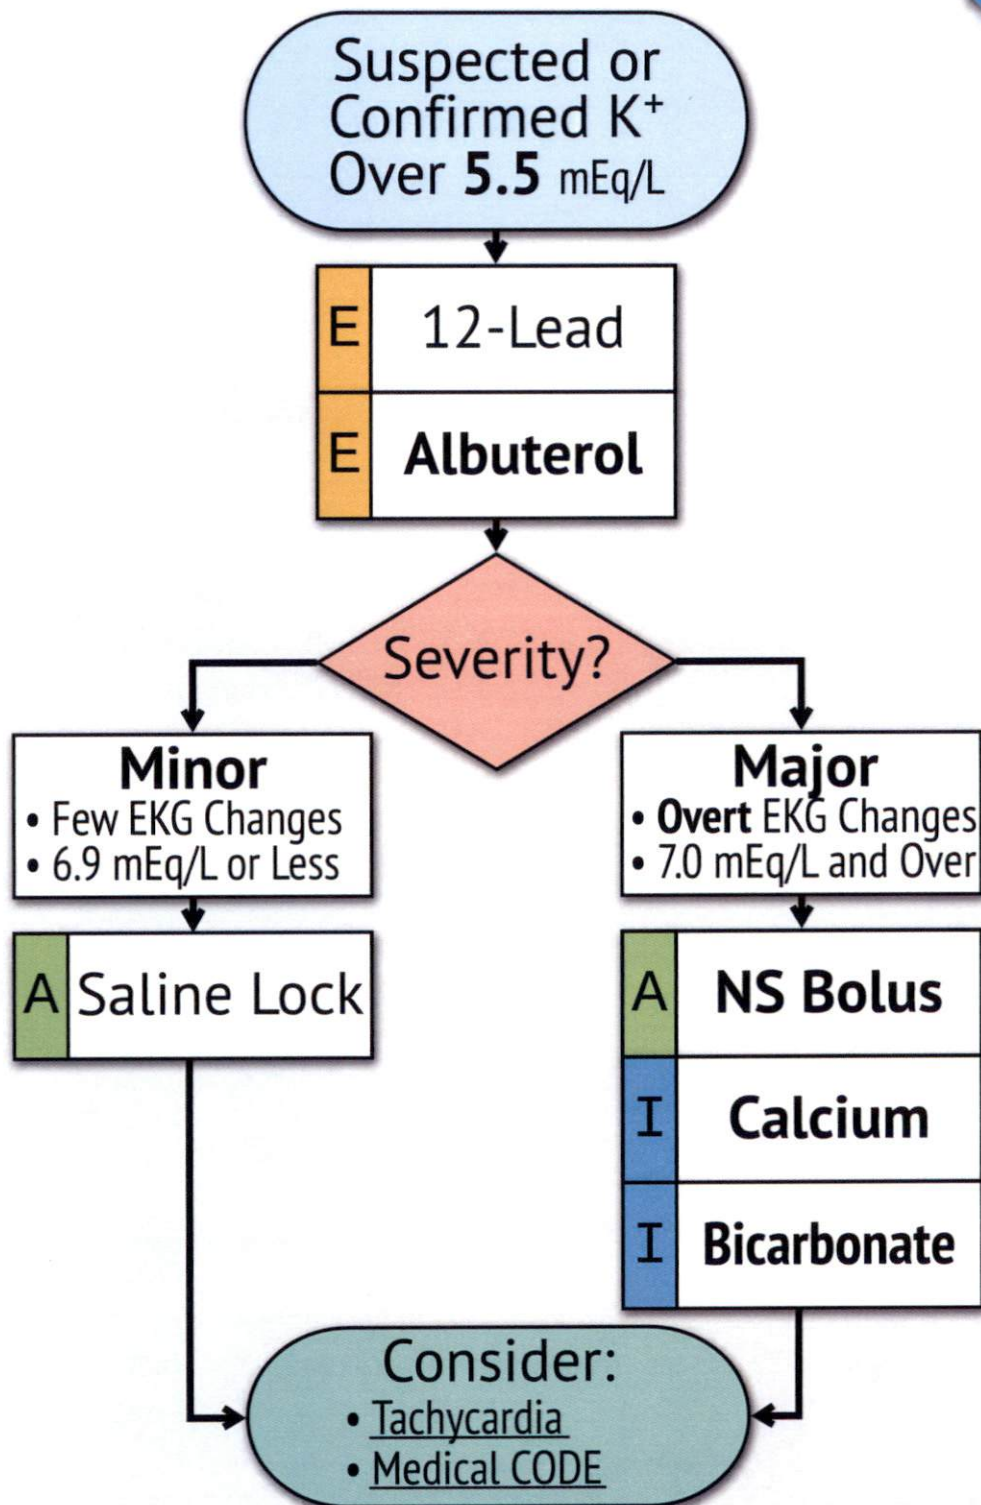 Suspected or
Confirmed K⁺
Over 5.5 mEq/L
E 12-Lead
E Albuterol
Severity?
Minor
• Few EKG Changes
• 6.9 mEq/L or Less
A Saline Lock
Major
• Overt EKG Changes
• 7.0 mEq/L and Over
A NS Bolus
I Calcium
I Bicarbonate
Consider:
• Tachycardia
• Medical CODE